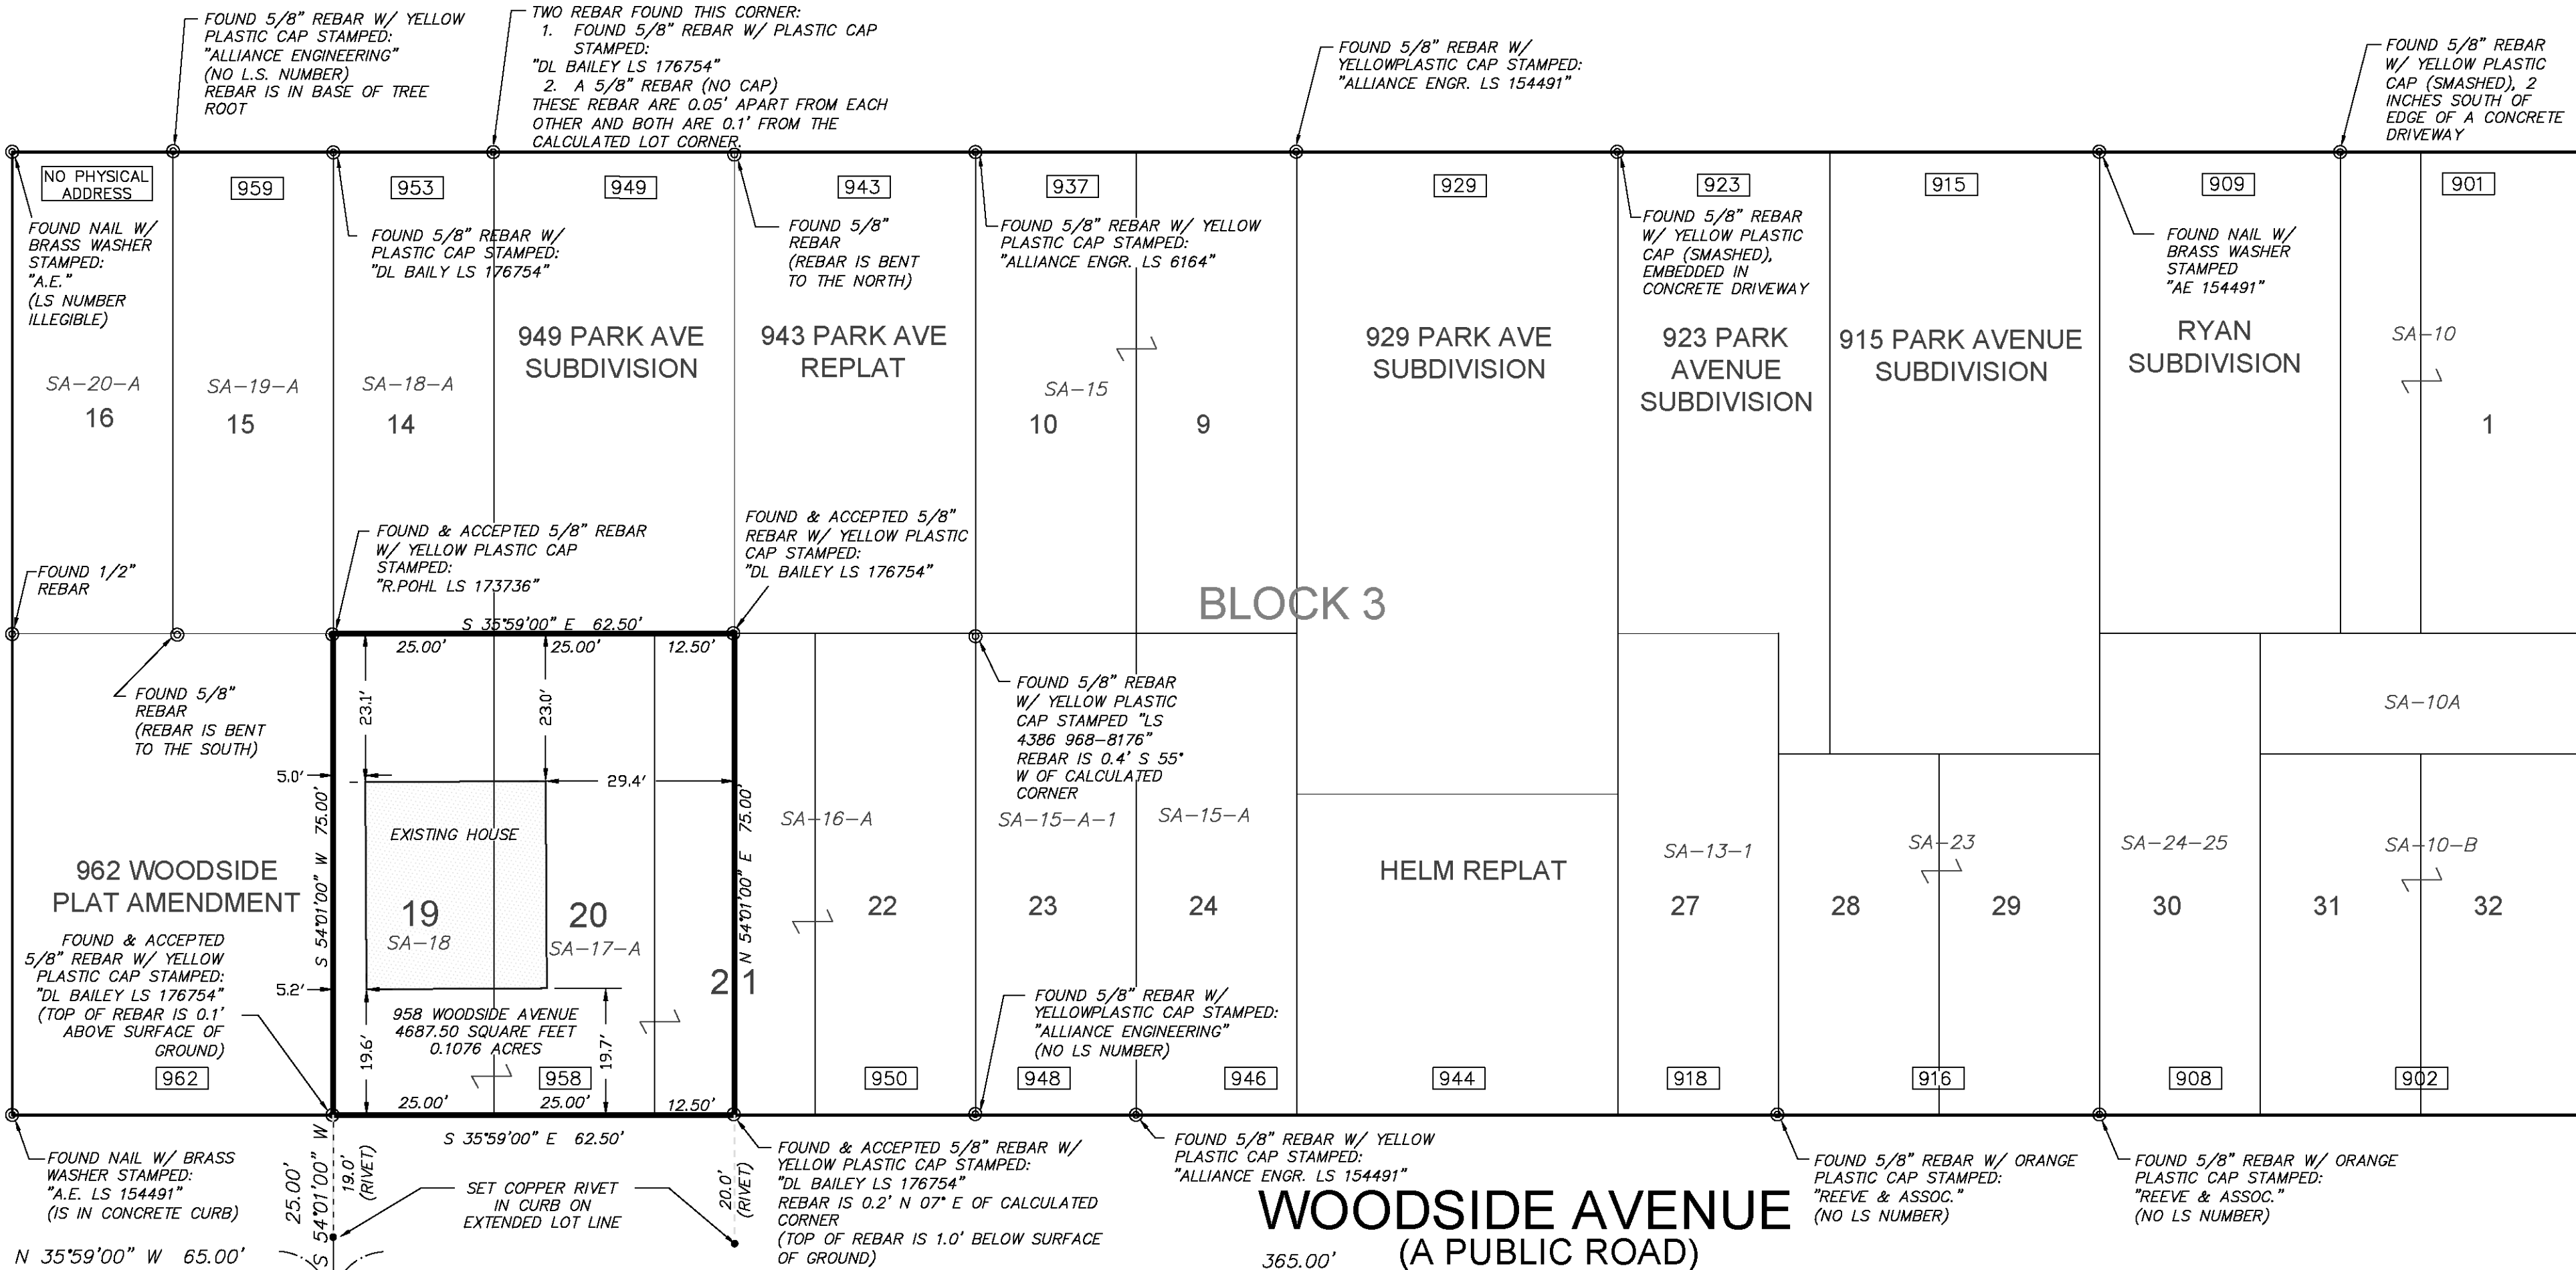 FOUND 5/8" REBAR W/ YELLOW
PLASTIC CAP STAMPED:
"ALLIANCE ENGINEERING"
(NO L.S. NUMBER)
REBAR IS IN BASE OF TREE
ROOT
TWO REBAR FOUND THIS CORNER:
1. FOUND 5/8" REBAR W/ PLASTIC CAP
STAMPED:
"DL BAILEY LS 176754"
2. A 5/8" REBAR (NO CAP)
THESE REBAR ARE 0.05' APART FROM EACH
OTHER AND BOTH ARE 0.1' FROM THE
CALCULATED LOT CORNER.
FOUND 5/8" REBAR W/
YELLOWPLASTIC CAP STAMPED:
"ALLIANCE ENGR. LS 154491"
FOUND 5/8" REBAR
W/ YELLOW PLASTIC
CAP (SMASHED), 2
INCHES SOUTH OF
EDGE OF A CONCRETE
DRIVEWAY
NO PHYSICAL
ADDRESS
959
953
949
943
937
929
923
915
909
901
FOUND NAIL W/
BRASS WASHER
STAMPED:
"A.E."
(LS NUMBER
ILLEGIBLE)
FOUND 5/8" REBAR W/
PLASTIC CAP STAMPED:
"DL BAILY LS 176754"
FOUND 5/8"
REBAR
(REBAR IS BENT
TO THE NORTH)
FOUND 5/8" REBAR W/ YELLOW
PLASTIC CAP STAMPED:
"ALLIANCE ENGR. LS 6164"
FOUND 5/8" REBAR
W/ YELLOW PLASTIC
CAP (SMASHED),
EMBEDDED IN
CONCRETE DRIVEWAY
FOUND NAIL W/
BRASS WASHER
STAMPED
"AE 154491"
949 PARK AVE
SUBDIVISION
943 PARK AVE
REPLAT
929 PARK AVE
SUBDIVISION
923 PARK
AVENUE
SUBDIVISION
915 PARK AVENUE
SUBDIVISION
RYAN
SUBDIVISION
SA-10
SA-20-A
16
SA-19-A
15
SA-18-A
14
SA-15
10
9
1
FOUND & ACCEPTED 5/8" REBAR
W/ YELLOW PLASTIC CAP
STAMPED:
"R.POHL LS 173736"
FOUND & ACCEPTED 5/8"
REBAR W/ YELLOW PLASTIC
CAP STAMPED:
"DL BAILEY LS 176754"
FOUND 1/2"
REBAR
BLOCK 3
S 35°59'00" E 62.50'
25.00'
25.00'
12.50'
FOUND 5/8"
REBAR
(REBAR IS BENT
TO THE SOUTH)
23.1'
23.0'
FOUND 5/8" REBAR
W/ YELLOW PLASTIC
CAP STAMPED "LS
4386 968-8176"
REBAR IS 0.4' S 55°
W OF CALCULATED
CORNER
SA-10A
5.0'
29.4'
S 54°01'00" W 75.00'
N 54°01'00" E 75.00'
EXISTING HOUSE
SA-16-A
SA-15-A-1
SA-15-A
SA-13-1
SA-23
SA-24-25
SA-10-B
962 WOODSIDE
PLAT AMENDMENT
HELM REPLAT
19
SA-18
20
SA-17-A
21
22
23
24
27
28
29
30
31
32
FOUND & ACCEPTED
5/8" REBAR W/ YELLOW
PLASTIC CAP STAMPED:
"DL BAILEY LS 176754"
(TOP OF REBAR IS 0.1'
ABOVE SURFACE OF
GROUND)
5.2'
958 WOODSIDE AVENUE
4687.50 SQUARE FEET
0.1076 ACRES
19.6'
19.7'
FOUND 5/8" REBAR W/
YELLOWPLASTIC CAP STAMPED:
"ALLIANCE ENGINEERING"
(NO LS NUMBER)
962
958
950
948
946
944
918
916
908
902
25.00'
25.00'
12.50'
S 35°59'00" E 62.50'
FOUND NAIL W/ BRASS
WASHER STAMPED:
"A.E. LS 154491"
(IS IN CONCRETE CURB)
25.00'
S 54°01'00" W
19.0'
(RIVET)
SET COPPER RIVET
IN CURB ON
EXTENDED LOT LINE
20.0'
(RIVET)
FOUND & ACCEPTED 5/8" REBAR W/
YELLOW PLASTIC CAP STAMPED:
"DL BAILEY LS 176754"
REBAR IS 0.2' N 07° E OF CALCULATED
CORNER
(TOP OF REBAR IS 1.0' BELOW SURFACE
OF GROUND)
FOUND 5/8" REBAR W/ YELLOW
PLASTIC CAP STAMPED:
"ALLIANCE ENGR. LS 154491"
FOUND 5/8" REBAR W/ ORANGE
PLASTIC CAP STAMPED:
"REEVE & ASSOC."
(NO LS NUMBER)
FOUND 5/8" REBAR W/ ORANGE
PLASTIC CAP STAMPED:
"REEVE & ASSOC."
(NO LS NUMBER)
WOODSIDE AVENUE
(A PUBLIC ROAD)
N 35°59'00" W 65.00'
365.00'